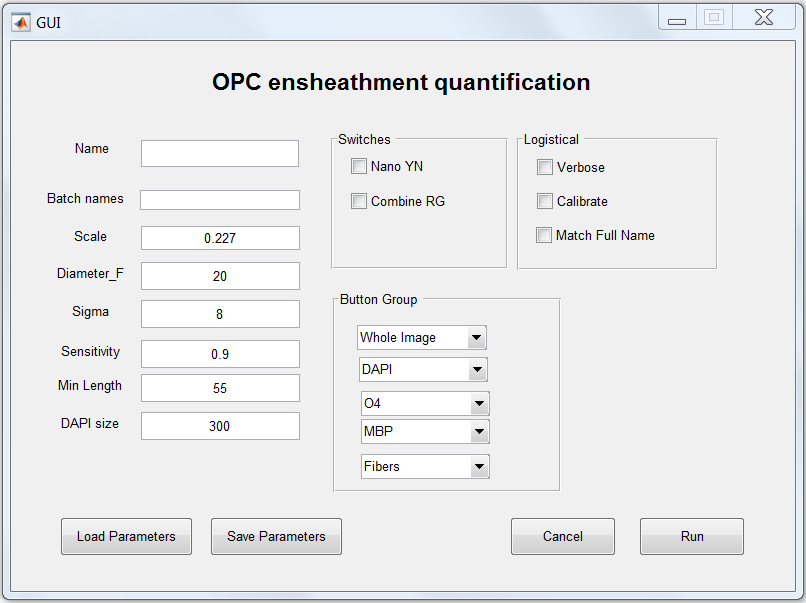 GUI
OPC ensheathment quantification
Name
Batch names
Scale
0.227
Diameter_F
20
Sigma
8
Sensitivity
0.9
Min Length
55
DAPI size
300
Switches
Nano YN
Combine RG
Logistical
Verbose
Calibrate
Match Full Name
Button Group
Whole Image
DAPI
O4
MBP
Fibers
Load Parameters
Save Parameters
Cancel
Run